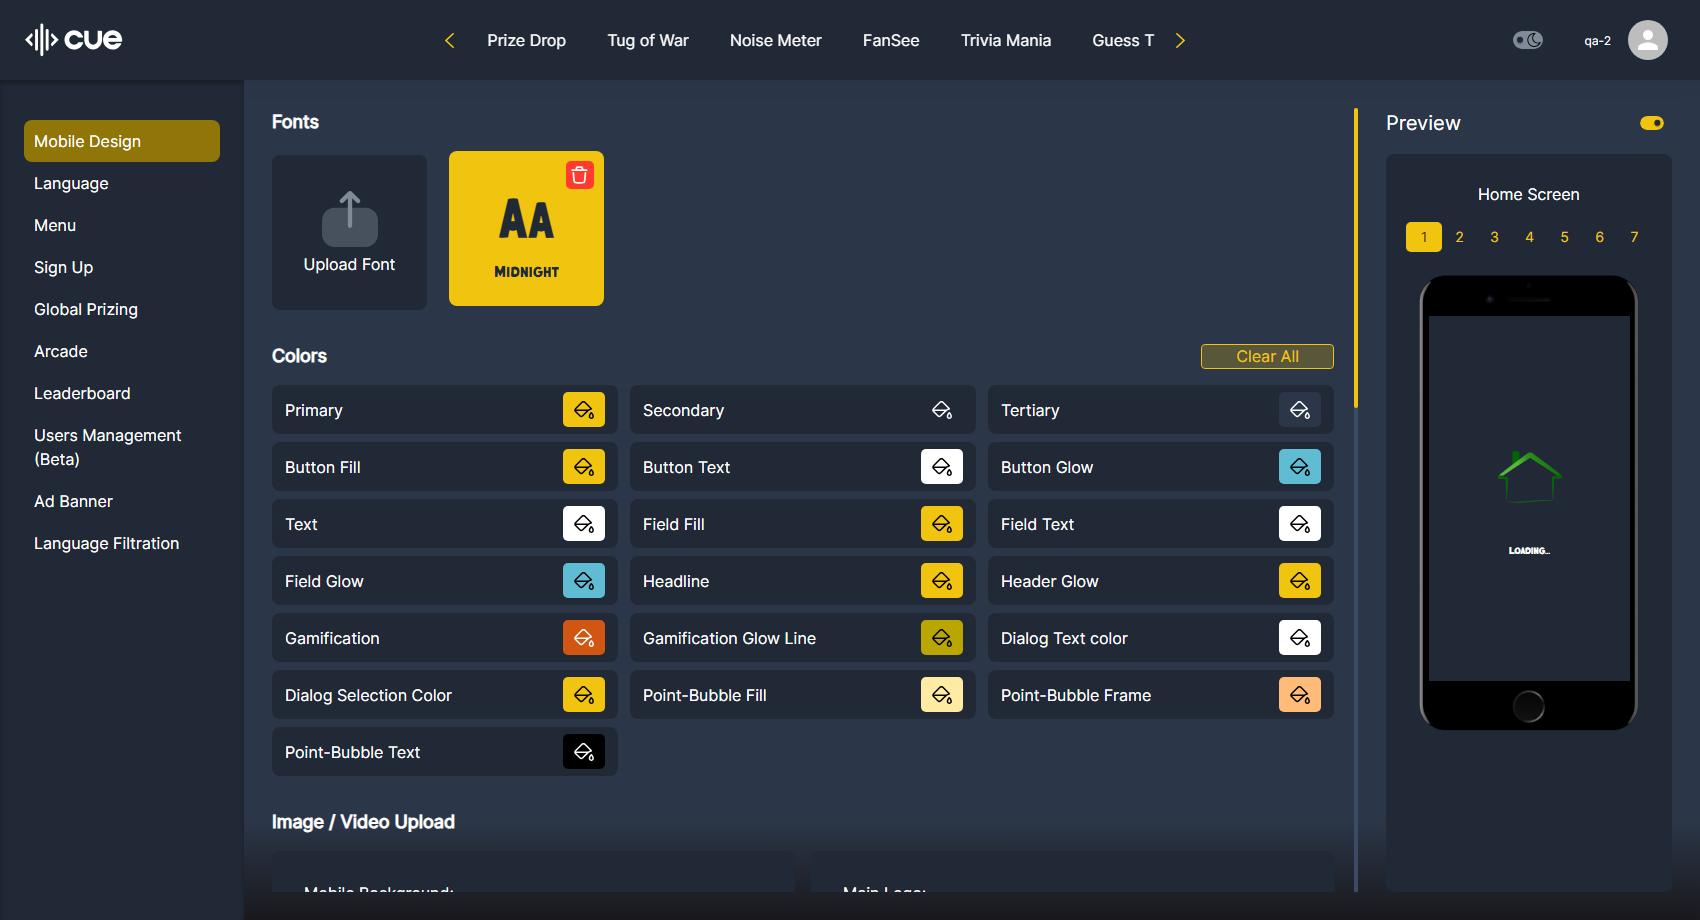 cue
Prize Drop
Tug of War
Noise Meter
FanSee
Trivia Mania
Guess T
qa-2
Mobile Design
Language
Menu
Sign Up
Global Prizing
Arcade
Leaderboard
Users Management
(Beta)
Ad Banner
Language Filtration
Fonts
Upload Font
AA
MIDNIGHT
Colors
Clear All
Primary
Secondary
Tertiary
Button Fill
Button Text
Button Glow
Text
Field Fill
Field Text
Field Glow
Headline
Header Glow
Gamification
Gamification Glow Line
Dialog Text color
Dialog Selection Color
Point-Bubble Fill
Point-Bubble Frame
Point-Bubble Text
Image / Video Upload
Mobile Background:
Main Logo:
Preview
Home Screen
1 2 3 4 5 6 7
LOADING...